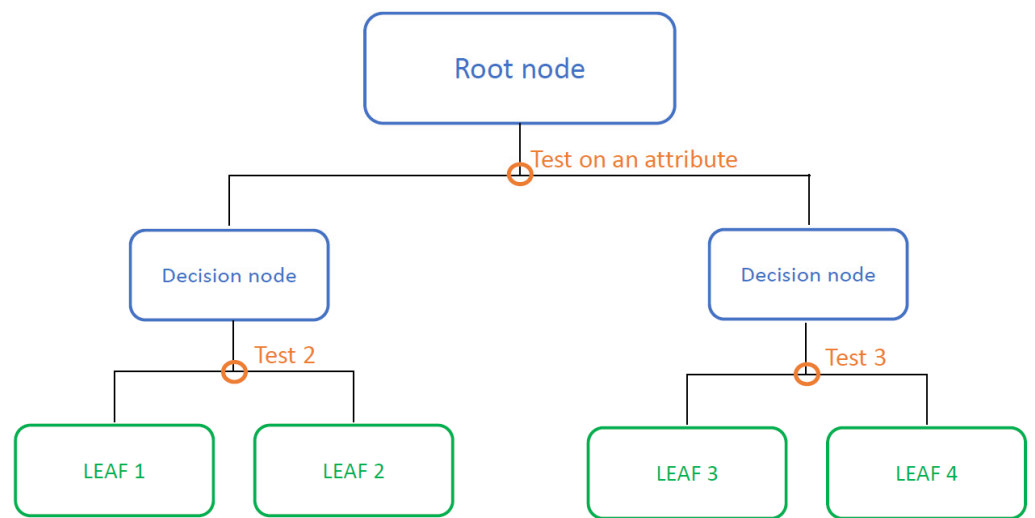 Root node
Test on an attribute
Decision node
Decision node
Test 2
Test 3
LEAF 1
LEAF 2
LEAF 3
LEAF 4